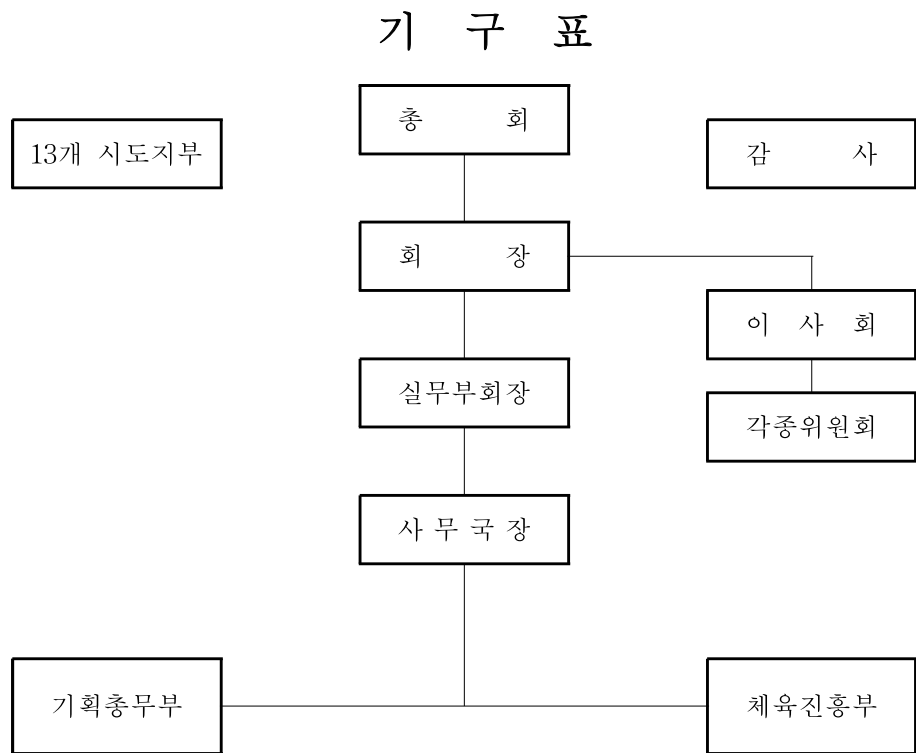 기 구 표
총 회
13개 시도지부
감 사
회 장
이 사 회
실무부회장
각종위원회
사 무 국 장
기획총무부
체육진흥부